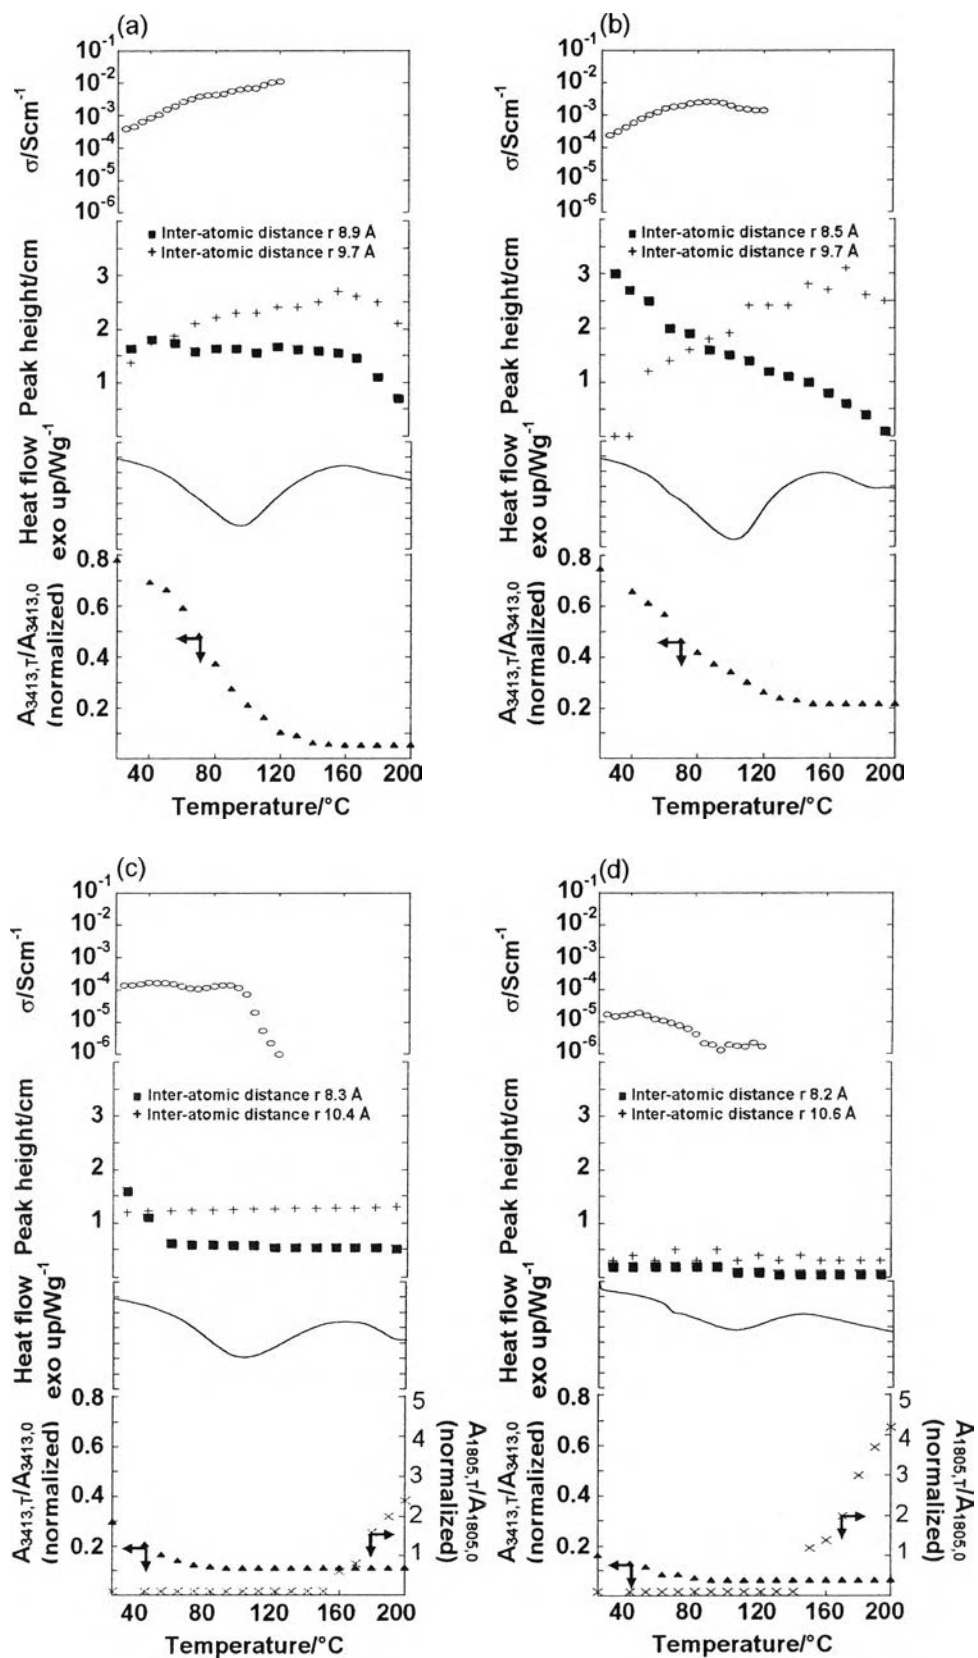 (a)
10-1
10-2
10-3
10-4
10-5
10-6
σ/Scm-1
■ Inter-atomic distance r 8.9 Å
+ Inter-atomic distance r 9.7 Å
3
2
1
Peak height/cm
Heat flow
exo up/Wg-1
0.8
0.6
0.4
0.2
A3413,T/A3413,0
(normalized)
40 80 120 160 200
Temperature/°C
(b)
10-1
10-2
10-3
10-4
10-5
10-6
σ/Scm-1
■ Inter-atomic distance r 8.5 Å
+ Inter-atomic distance r 9.7 Å
3
2
1
Peak height/cm
Heat flow
exo up/Wg-1
0.8
0.6
0.4
0.2
A3413,T/A3413,0
(normalized)
40 80 120 160 200
Temperature/°C
(c)
10-1
10-2
10-3
10-4
10-5
10-6
σ/Scm-1
■ Inter-atomic distance r 8.3 Å
+ Inter-atomic distance r 10.4 Å
3
2
1
Peak height/cm
Heat flow
exo up/Wg-1
0.8
0.6
0.4
0.2
A3413,T/A3413,0
(normalized)
5
4
3
2
1
A1805,T/A1805,0
(normalized)
40 80 120 160 200
Temperature/°C
(d)
10-1
10-2
10-3
10-4
10-5
10-6
σ/Scm-1
■ Inter-atomic distance r 8.2 Å
+ Inter-atomic distance r 10.6 Å
3
2
1
Peak height/cm
Heat flow
exo up/Wg-1
0.8
0.6
0.4
0.2
A3413,T/A3413,0
(normalized)
5
4
3
2
1
A1805,T/A1805,0
(normalized)
40 80 120 160 200
Temperature/°C